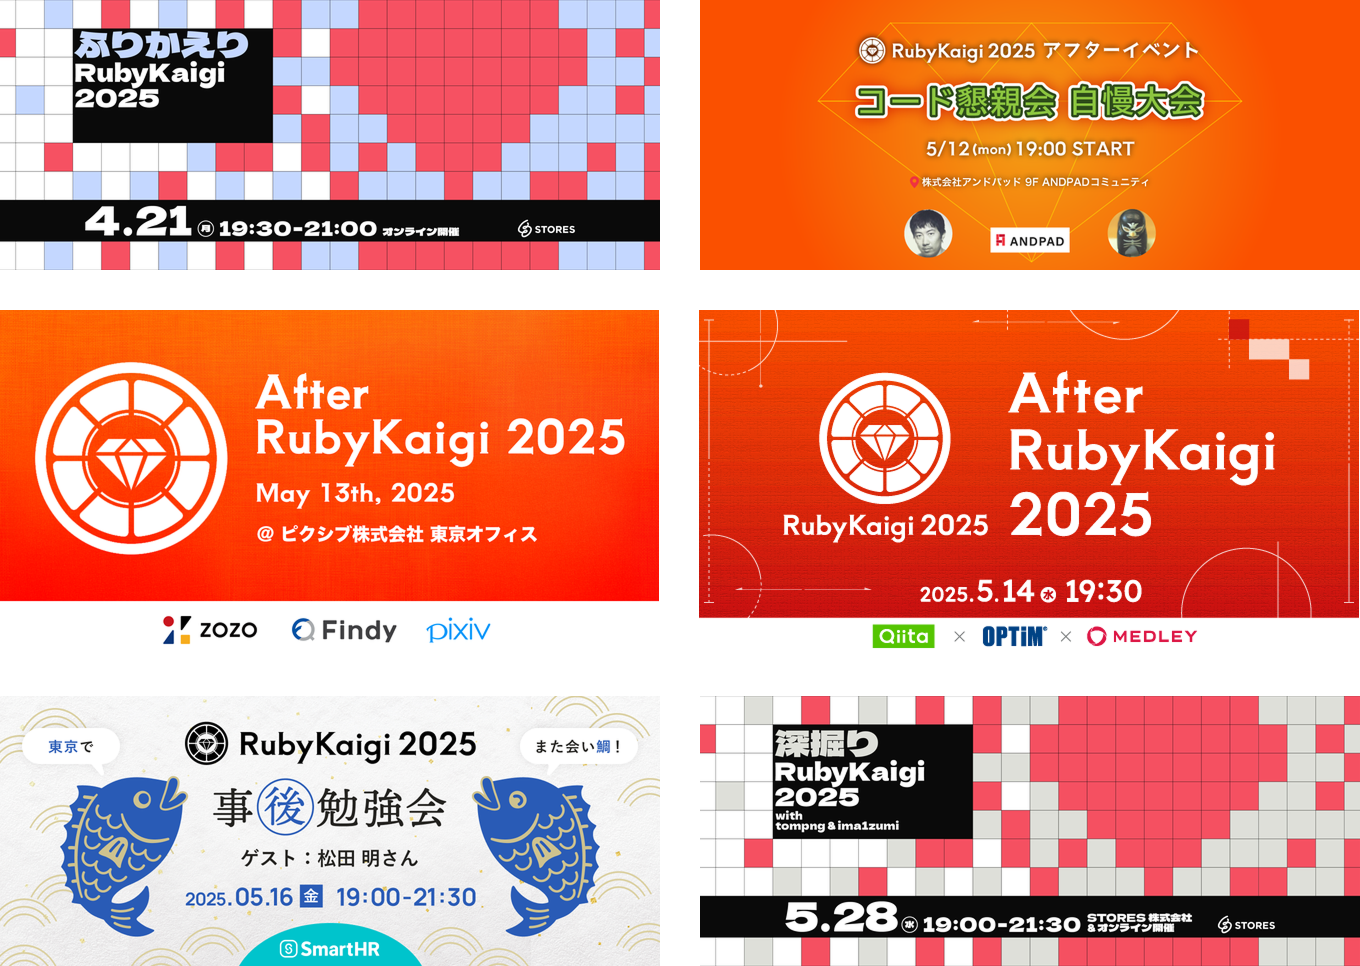 ふりかえり
RubyKaigi
2025
4.21 月 19:30-21:00 オンライン開催
STORES
RubyKaigi 2025 アフターイベント
コード懇親会 自慢大会
5/12(mon) 19:00 START
株式会社アンドパッド 9F ANDPADコミュニティ
ANDPAD
After
RubyKaigi 2025
May 13th, 2025
@ ピクシブ株式会社 東京オフィス
ZOZO
Findy
pixiv
RubyKaigi 2025
After
RubyKaigi
2025
2025.5.14 水 19:30
Qiita × OPTiM® × MEDLEY
東京で
RubyKaigi 2025
また会い鯛！
事後勉強会
ゲスト：松田 明さん
2025.05.16 金 19:00-21:30
SmartHR
深掘り
RubyKaigi
2025
with
tompng & ima1zumi
5.28 水 19:00-21:30 STORES 株式会社
& オンライン開催
STORES